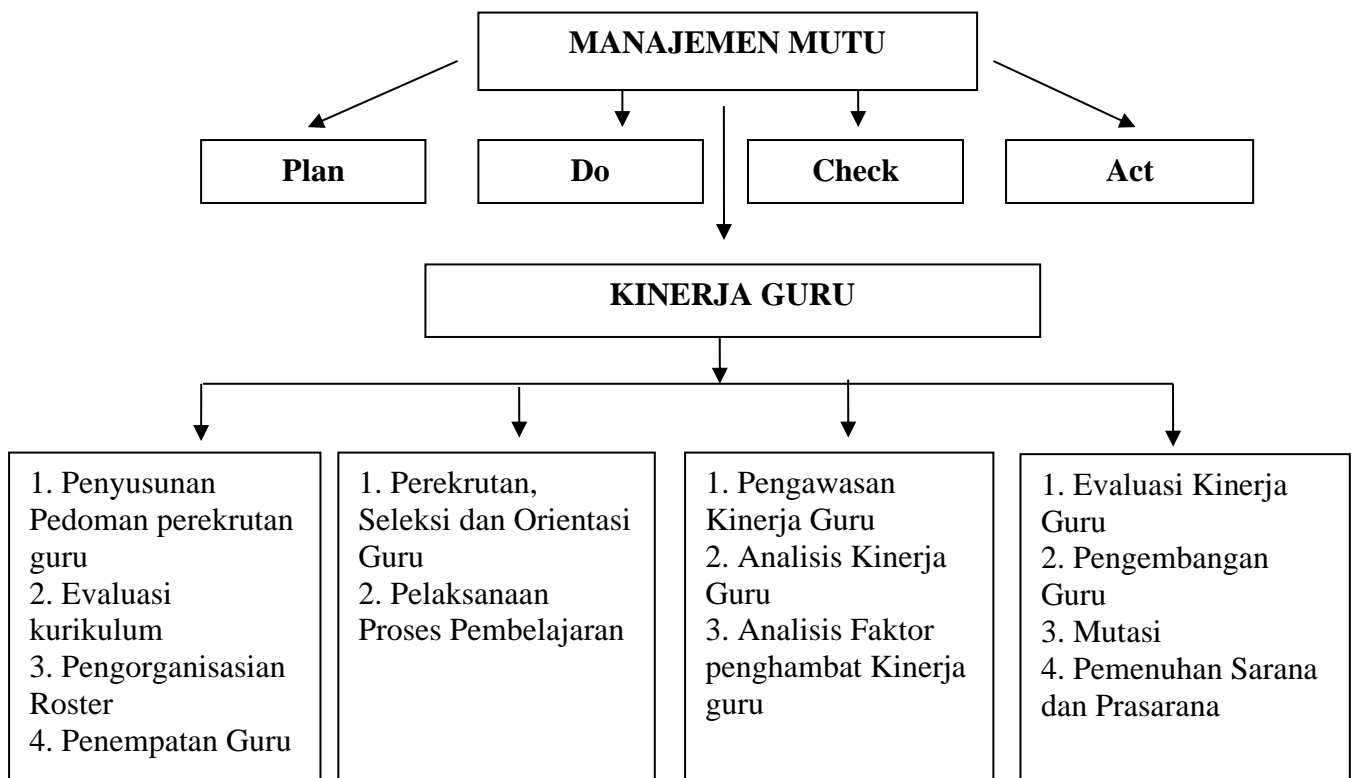 MANAJEMEN MUTU
Plan
Do
Check
Act
KINERJA GURU
1. Penyusunan
Pedoman perekrutan
guru
2. Evaluasi
kurikulum
3. Pengorganisasian
Roster
4. Penempatan Guru
1. Perekrutan,
Seleksi dan Orientasi
Guru
2. Pelaksanaan
Proses Pembelajaran
1. Pengawasan
Kinerja Guru
2. Analisis Kinerja
Guru
3. Analisis Faktor
penghambat Kinerja
guru
1. Evaluasi Kinerja
Guru
2. Pengembangan
Guru
3. Mutasi
4. Pemenuhan Sarana
dan Prasarana